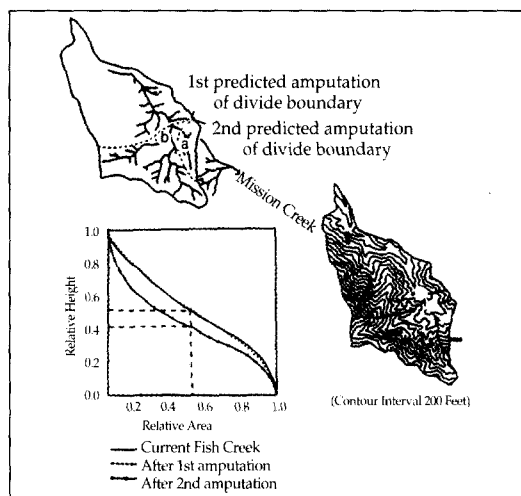 1st predicted amputation
of divide boundary
2nd predicted amputation
of divide boundary
b
a
Mission Creek
1.0
0.8
0.6
0.4
0.2
0.0
Relative Height
0.2 0.4 0.6 0.8 1.0
Relative Area
(Contour Interval 200 Feet)
Current Fish Creek
After 1st amputation
After 2nd amputation